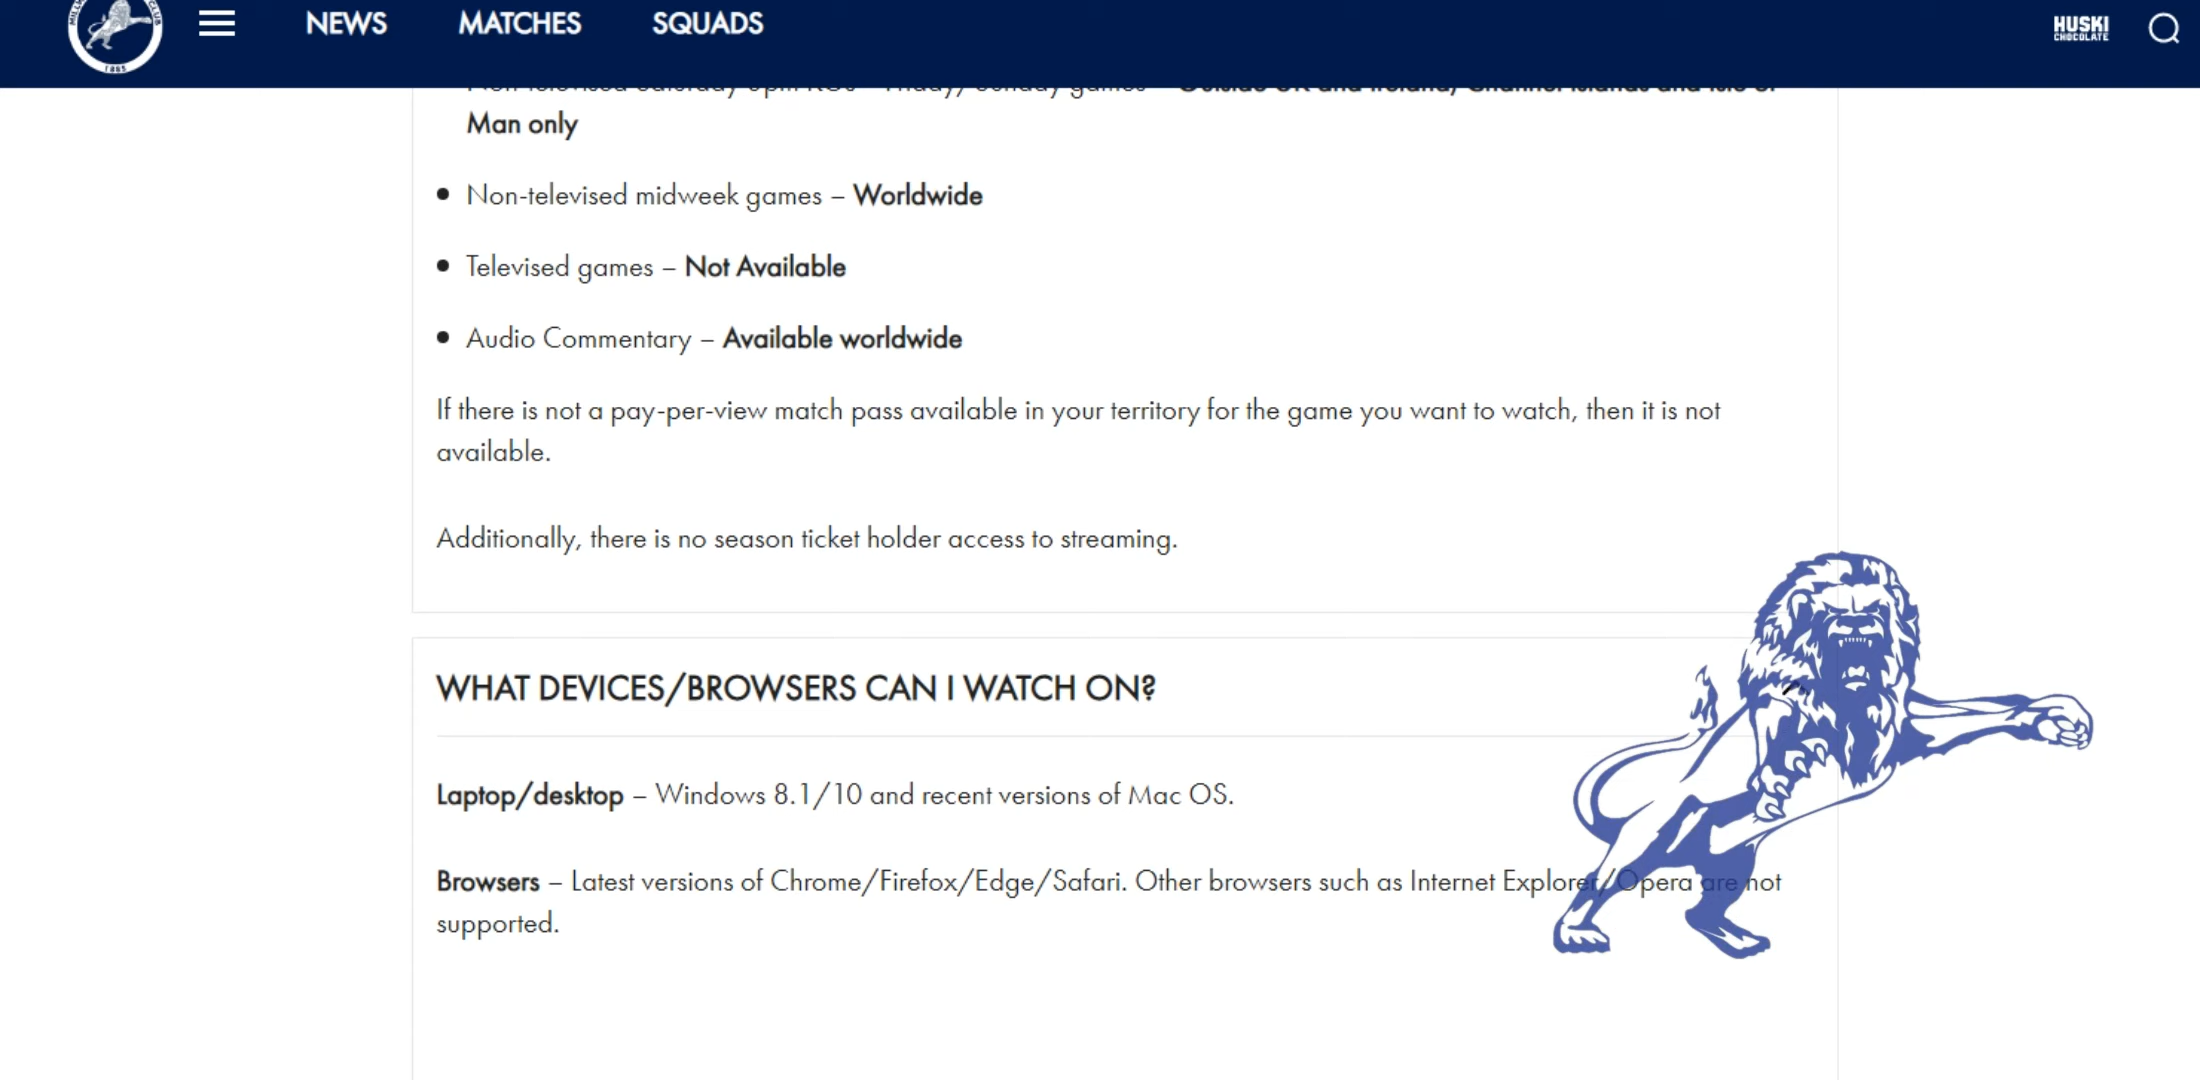 NEWS MATCHES SQUADS
HUSKI
CHOCOLATE
1885
Man only
Non-televised midweek games – Worldwide
Televised games – Not Available
Audio Commentary – Available worldwide
If there is not a pay-per-view match pass available in your territory for the game you want to watch, then it is not
available.
Additionally, there is no season ticket holder access to streaming.
WHAT DEVICES/BROWSERS CAN I WATCH ON?
Laptop/desktop – Windows 8.1/10 and recent versions of Mac OS.
Browsers – Latest versions of Chrome/Firefox/Edge/Safari. Other browsers such as Internet Explorer/Opera are not
supported.